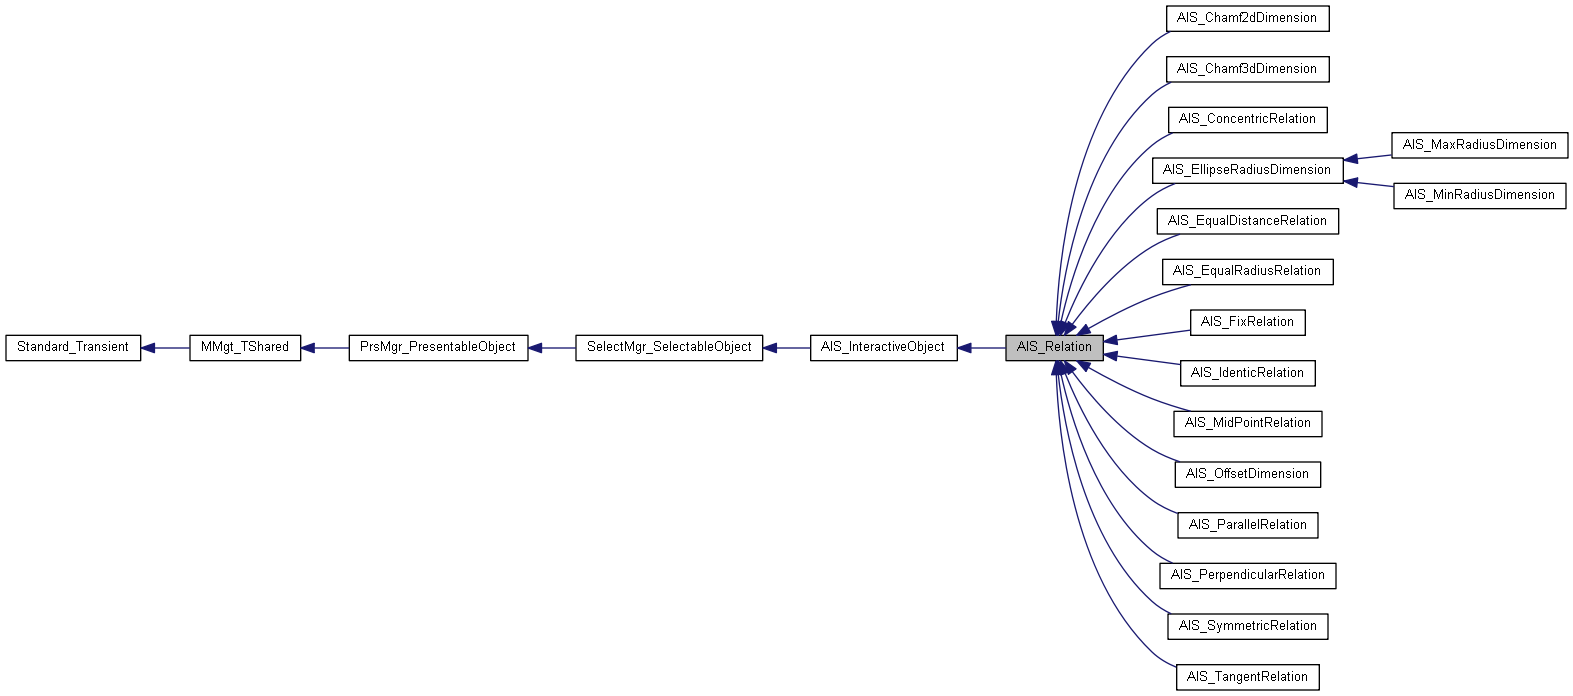 AIS_Chamf2dDimension
AIS_Chamf3dDimension
AIS_ConcentricRelation
AIS_MaxRadiusDimension
AIS_EllipseRadiusDimension
AIS_MinRadiusDimension
AIS_EqualDistanceRelation
AIS_EqualRadiusRelation
AIS_FixRelation
Standard_Transient
MMgt_TShared
PrsMgr_PresentableObject
SelectMgr_SelectableObject
AIS_InteractiveObject
AIS_Relation
AIS_IdenticRelation
AIS_MidPointRelation
AIS_OffsetDimension
AIS_ParallelRelation
AIS_PerpendicularRelation
AIS_SymmetricRelation
AIS_TangentRelation